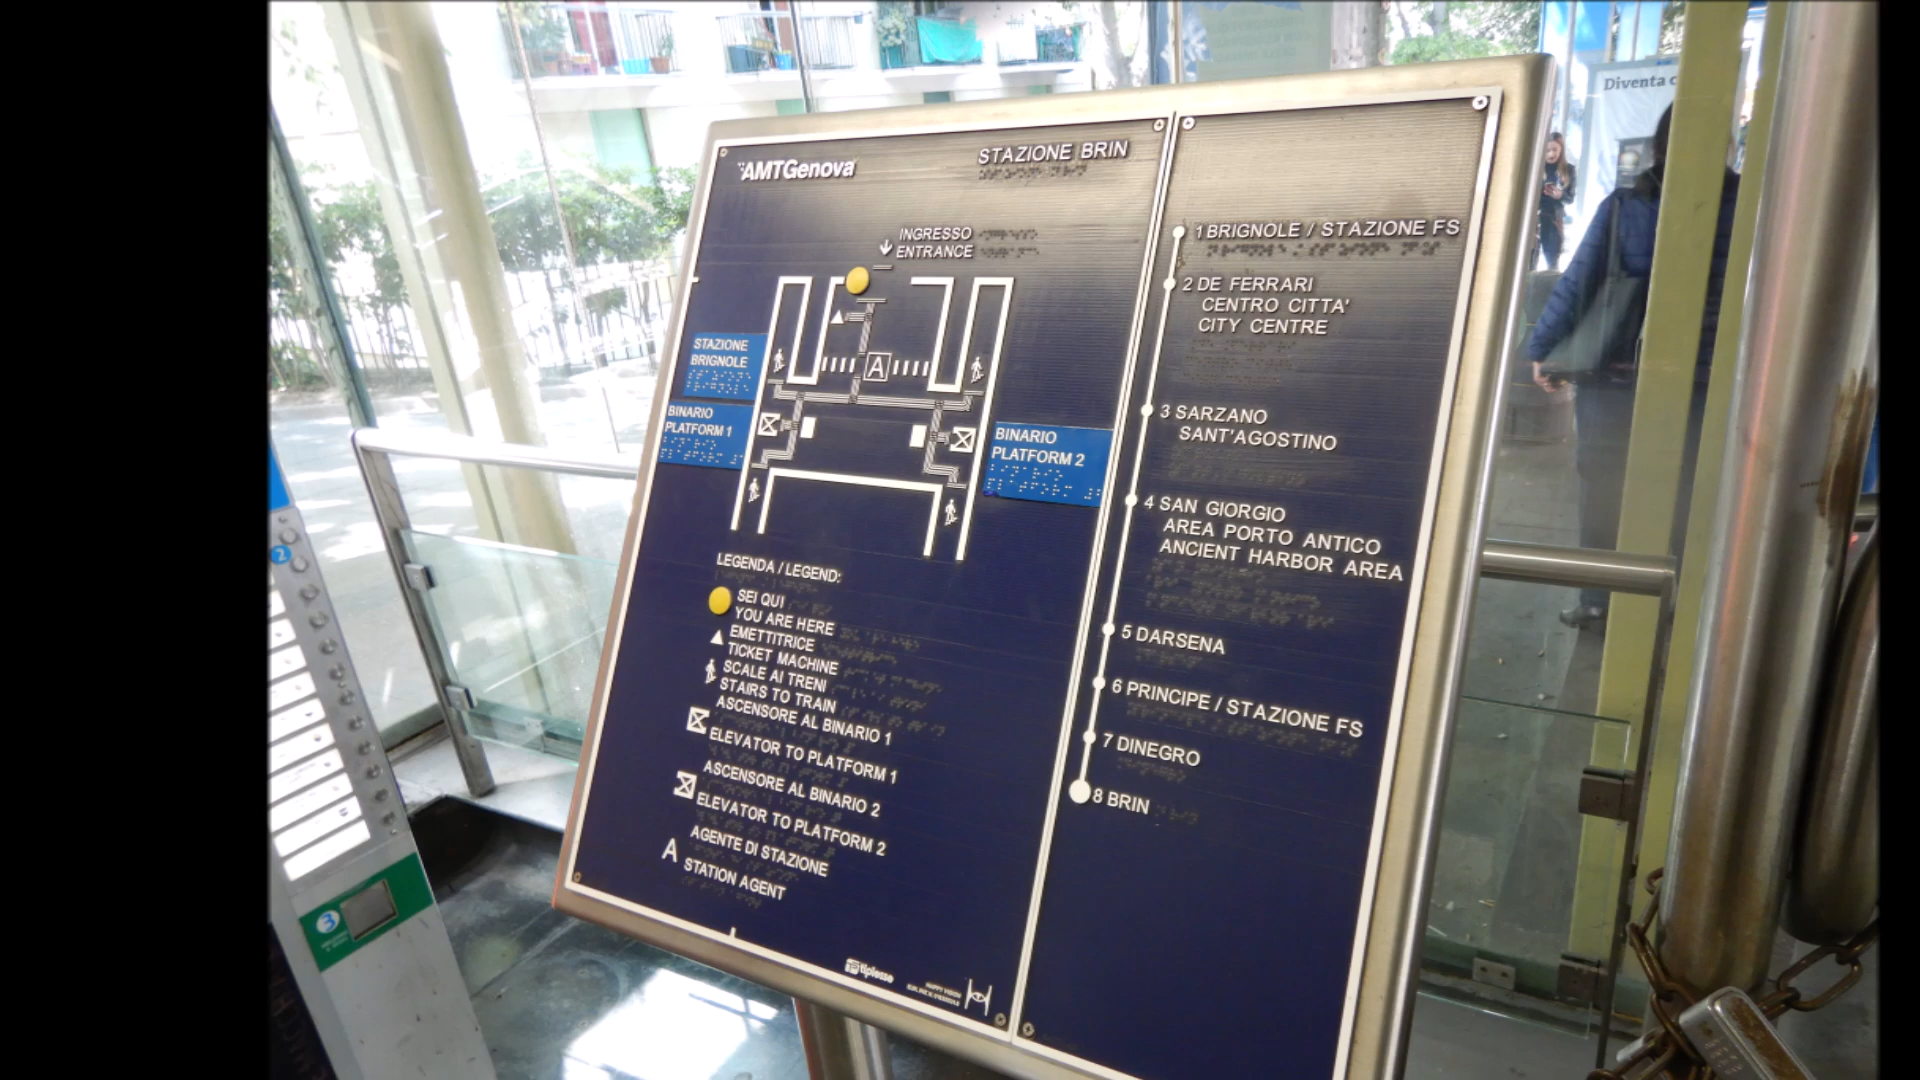 AMTGenova
STAZIONE BRIN
INGRESSO
ENTRANCE
STAZIONE
BRIGNOLE
BINARIO
PLATFORM 1
A
BINARIO
PLATFORM 2
LEGENDA / LEGEND:
SEI QUI
YOU ARE HERE
EMETTITRICE
TICKET MACHINE
SCALE AI TRENI
STAIRS TO TRAIN
ASCENSORE AL BINARIO 1
ELEVATOR TO PLATFORM 1
ASCENSORE AL BINARIO 2
ELEVATOR TO PLATFORM 2
A AGENTE DI STAZIONE
STATION AGENT
1 BRIGNOLE / STAZIONE FS
2 DE FERRARI
CENTRO CITTA'
CITY CENTRE
3 SARZANO
SANT'AGOSTINO
4 SAN GIORGIO
AREA PORTO ANTICO
ANCIENT HARBOR AREA
5 DARSENA
6 PRINCIPE / STAZIONE FS
7 DINEGRO
8 BRIN
Diventa
2
3